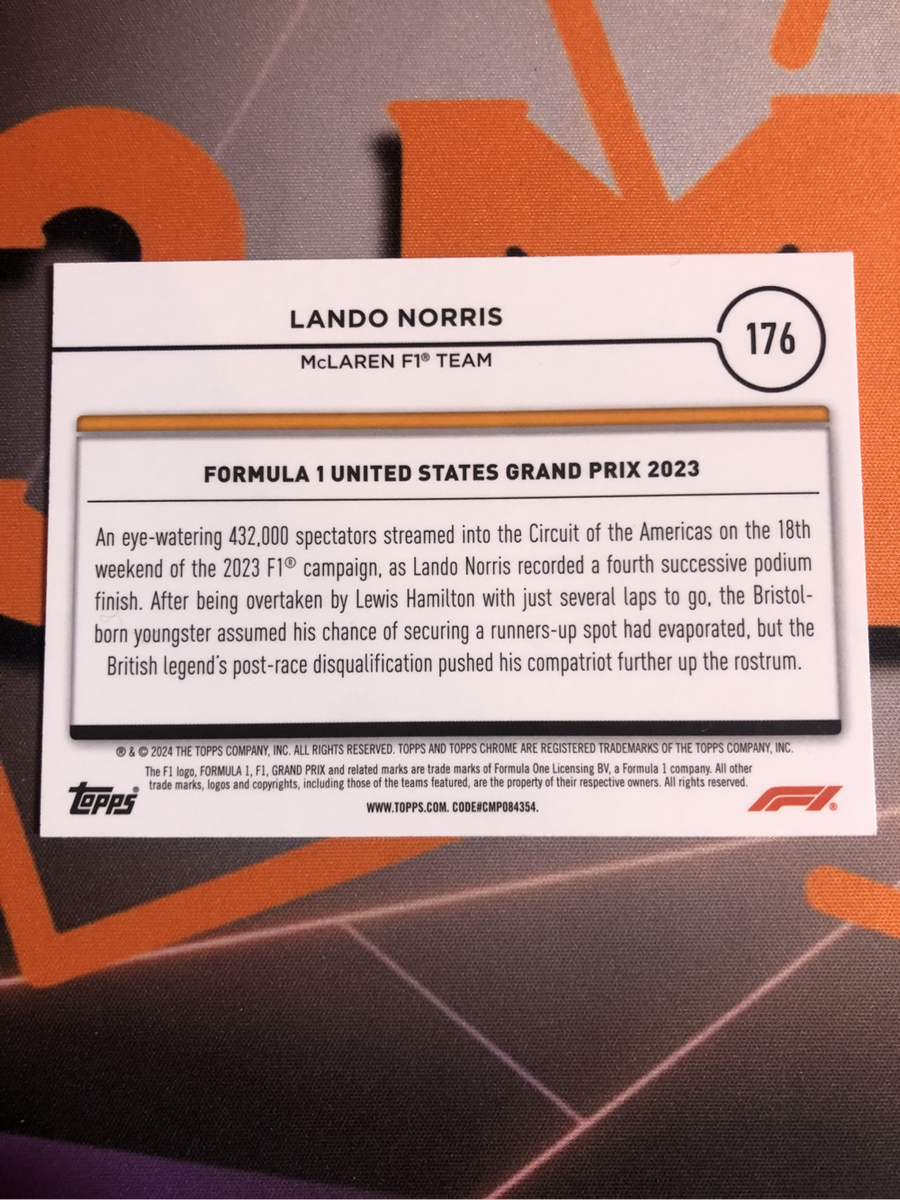 LANDO NORRIS
176
McLAREN F1® TEAM
FORMULA 1 UNITED STATES GRAND PRIX 2023
An eye-watering 432,000 spectators streamed into the Circuit of the Americas on the 18th
weekend of the 2023 F1® campaign, as Lando Norris recorded a fourth successive podium
finish. After being overtaken by Lewis Hamilton with just several laps to go, the Bristol-
born youngster assumed his chance of securing a runners-up spot had evaporated, but the
British legend's post-race disqualification pushed his compatriot further up the rostrum.
® & © 2024 THE TOPPS COMPANY, INC. ALL RIGHTS RESERVED. TOPPS AND TOPPS CHROME ARE REGISTERED TRADEMARKS OF THE TOPPS COMPANY, INC.
The F1 logo, FORMULA 1, F1, GRAND PRIX and related marks are trade marks of Formula One Licensing BV, a Formula 1 company. All other
trade marks, logos and copyrights, including those of the teams featured, are the property of their respective owners. All rights reserved.
topps®
WWW.TOPPS.COM. CODE#CMP084354.
F1®